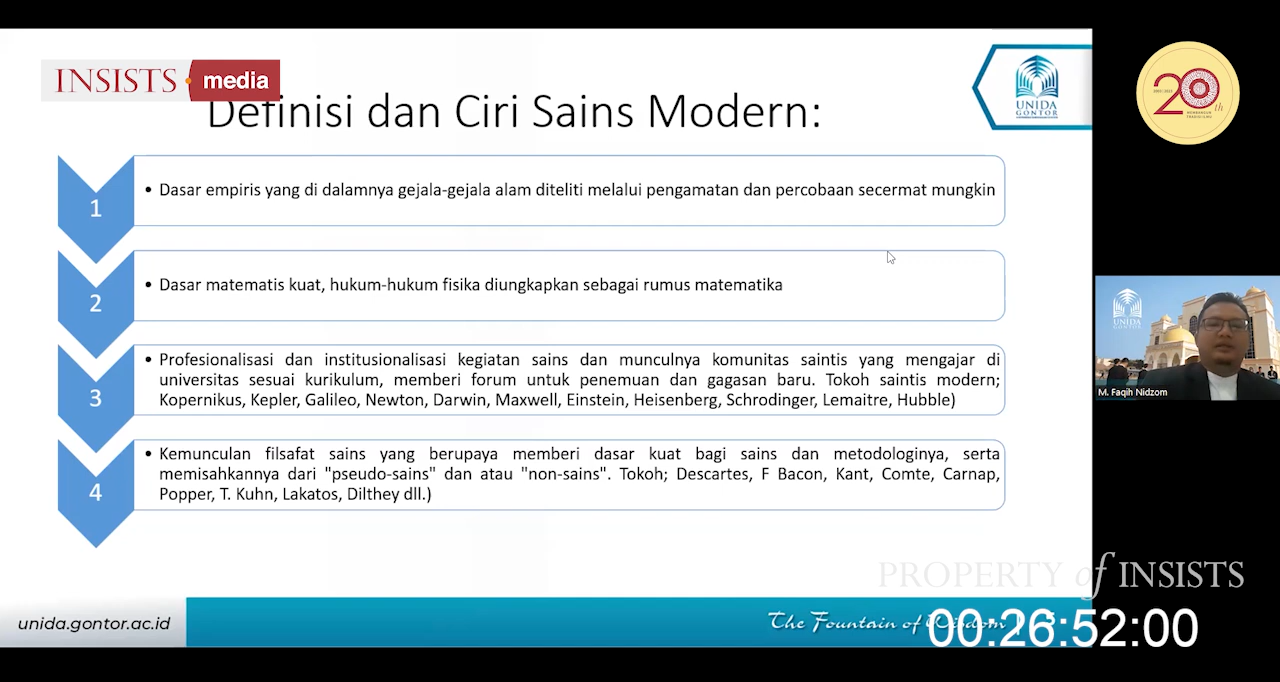 INSISTS media
Definisi dan Ciri Sains Modern:
UNIDA
GONTOR
20th
1
• Dasar empiris yang di dalamnya gejala-gejala alam diteliti melalui pengamatan dan percobaan secermat mungkin
2
• Dasar matematis kuat, hukum-hukum fisika diungkapkan sebagai rumus matematika
3
• Profesionalisasi dan institusionalisasi kegiatan sains dan munculnya komunitas saintis yang mengajar di
universitas sesuai kurikulum, memberi forum untuk penemuan dan gagasan baru. Tokoh saintis modern;
Kopernikus, Kepler, Galileo, Newton, Darwin, Maxwell, Einstein, Heisenberg, Schrodinger, Lemaitre, Hubble)
4
• Kemunculan filsafat sains yang berupaya memberi dasar kuat bagi sains dan metodologinya, serta
memisahkannya dari "pseudo-sains" dan atau "non-sains". Tokoh; Descartes, F Bacon, Kant, Comte, Carnap,
Popper, T. Kuhn, Lakatos, Dilthey dll.)
UNIDA
GONTOR
M. Faqih Nidzom
PROPERTY of INSISTS
unida.gontor.ac.id
The Fountain of Wisdom
00:26:52:00